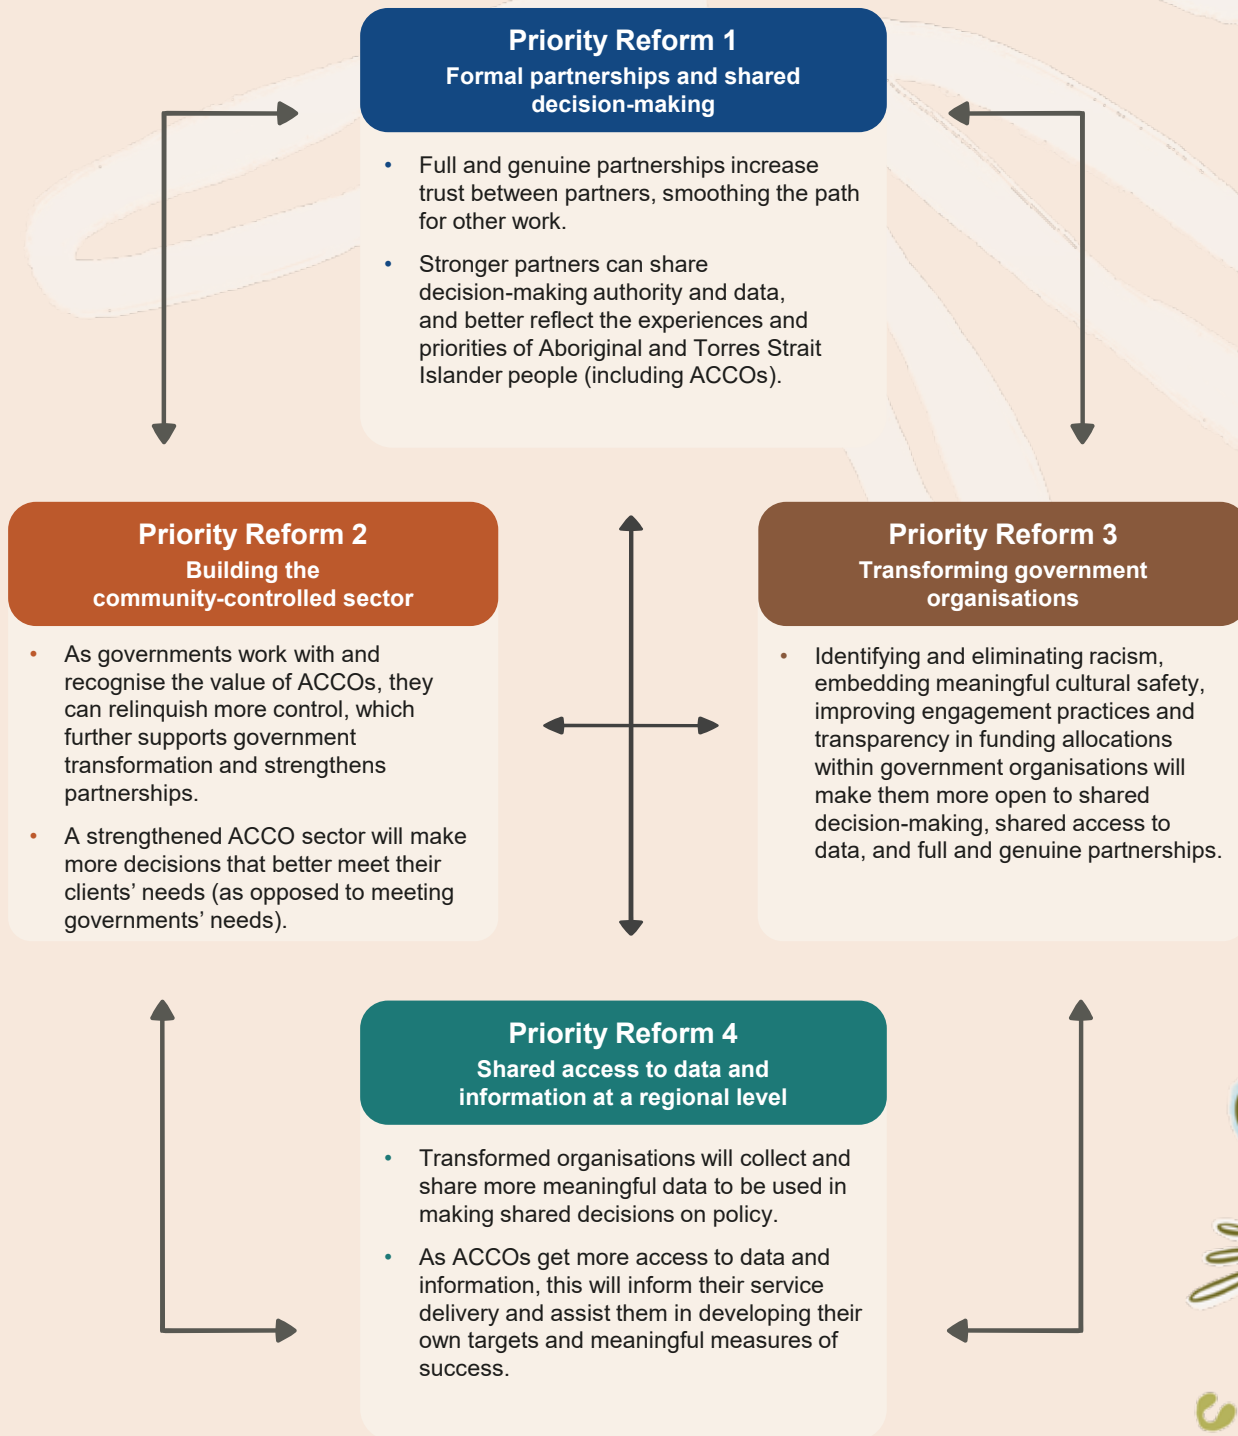 Priority Reform 1
Formal partnerships and shared
decision-making
• Full and genuine partnerships increase
trust between partners, smoothing the path
for other work.
• Stronger partners can share
decision-making authority and data,
and better reflect the experiences and
priorities of Aboriginal and Torres Strait
Islander people (including ACCOs).
Priority Reform 2
Building the
community-controlled sector
• As governments work with and
recognise the value of ACCOs, they
can relinquish more control, which
further supports government
transformation and strengthens
partnerships.
• A strengthened ACCO sector will make
more decisions that better meet their
clients’ needs (as opposed to meeting
governments’ needs).
Priority Reform 3
Transforming government
organisations
• Identifying and eliminating racism,
embedding meaningful cultural safety,
improving engagement practices and
transparency in funding allocations
within government organisations will
make them more open to shared
decision-making, shared access to
data, and full and genuine partnerships.
Priority Reform 4
Shared access to data and
information at a regional level
• Transformed organisations will collect and
share more meaningful data to be used in
making shared decisions on policy.
• As ACCOs get more access to data and
information, this will inform their service
delivery and assist them in developing their
own targets and meaningful measures of
success.